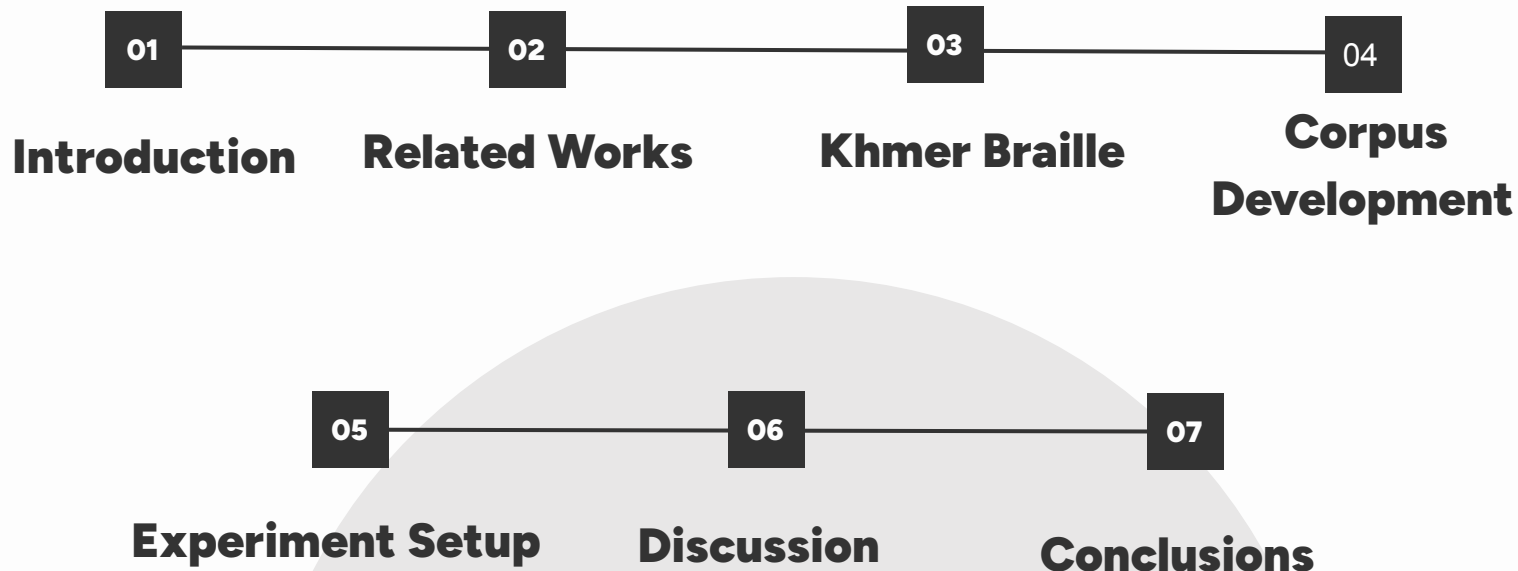 01
02
03
04
Introduction
Related Works
Khmer Braille
Corpus
Development
05
06
07
Experiment Setup
Discussion
Conclusions